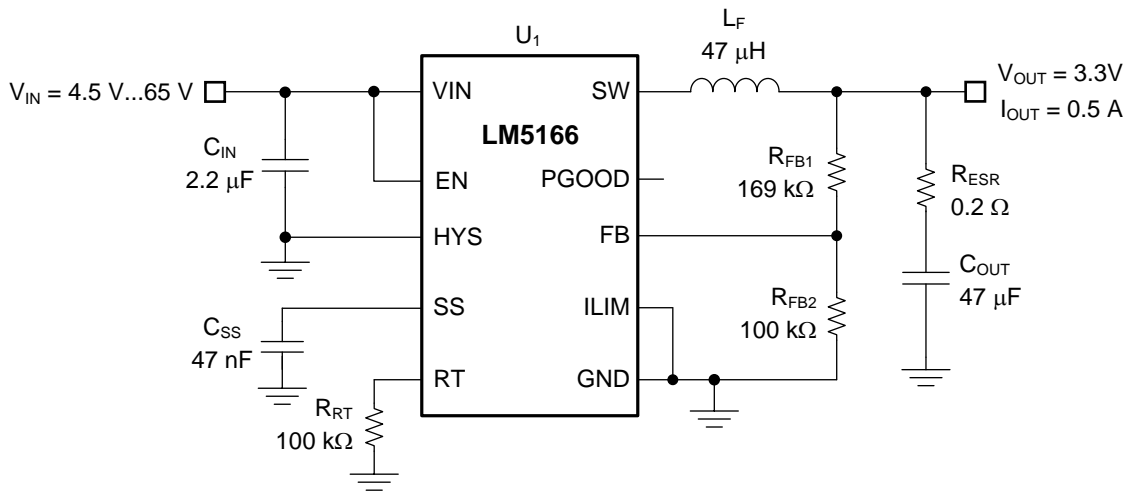 U1
LF
47 μH
VIN = 4.5 V...65 V
VIN
SW
VOUT = 3.3V
IOUT = 0.5 A
LM5166
CIN
2.2 μF
EN
PGOOD
RFB1
169 kΩ
RESR
0.2 Ω
HYS
FB
COUT
47 μF
SS
ILIM
CSS
47 nF
RFB2
100 kΩ
RT
GND
RRT
100 kΩ